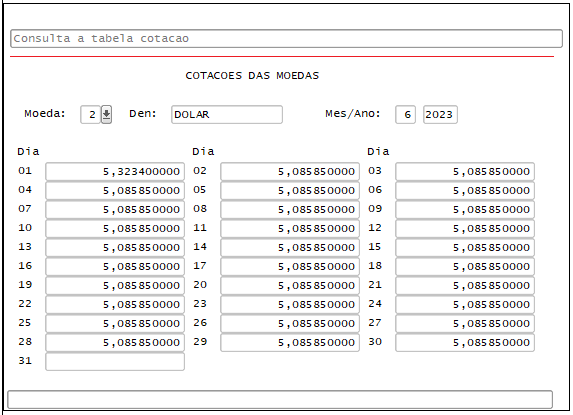 Consulta a tabela cotacao
COTACOES DAS MOEDAS
Moeda: 2 Den: DOLAR Mes/Ano: 6 2023
Dia Dia Dia
01 5,323400000 02 5,085850000 03 5,085850000
04 5,085850000 05 5,085850000 06 5,085850000
07 5,085850000 08 5,085850000 09 5,085850000
10 5,085850000 11 5,085850000 12 5,085850000
13 5,085850000 14 5,085850000 15 5,085850000
16 5,085850000 17 5,085850000 18 5,085850000
19 5,085850000 20 5,085850000 21 5,085850000
22 5,085850000 23 5,085850000 24 5,085850000
25 5,085850000 26 5,085850000 27 5,085850000
28 5,085850000 29 5,085850000 30 5,085850000
31